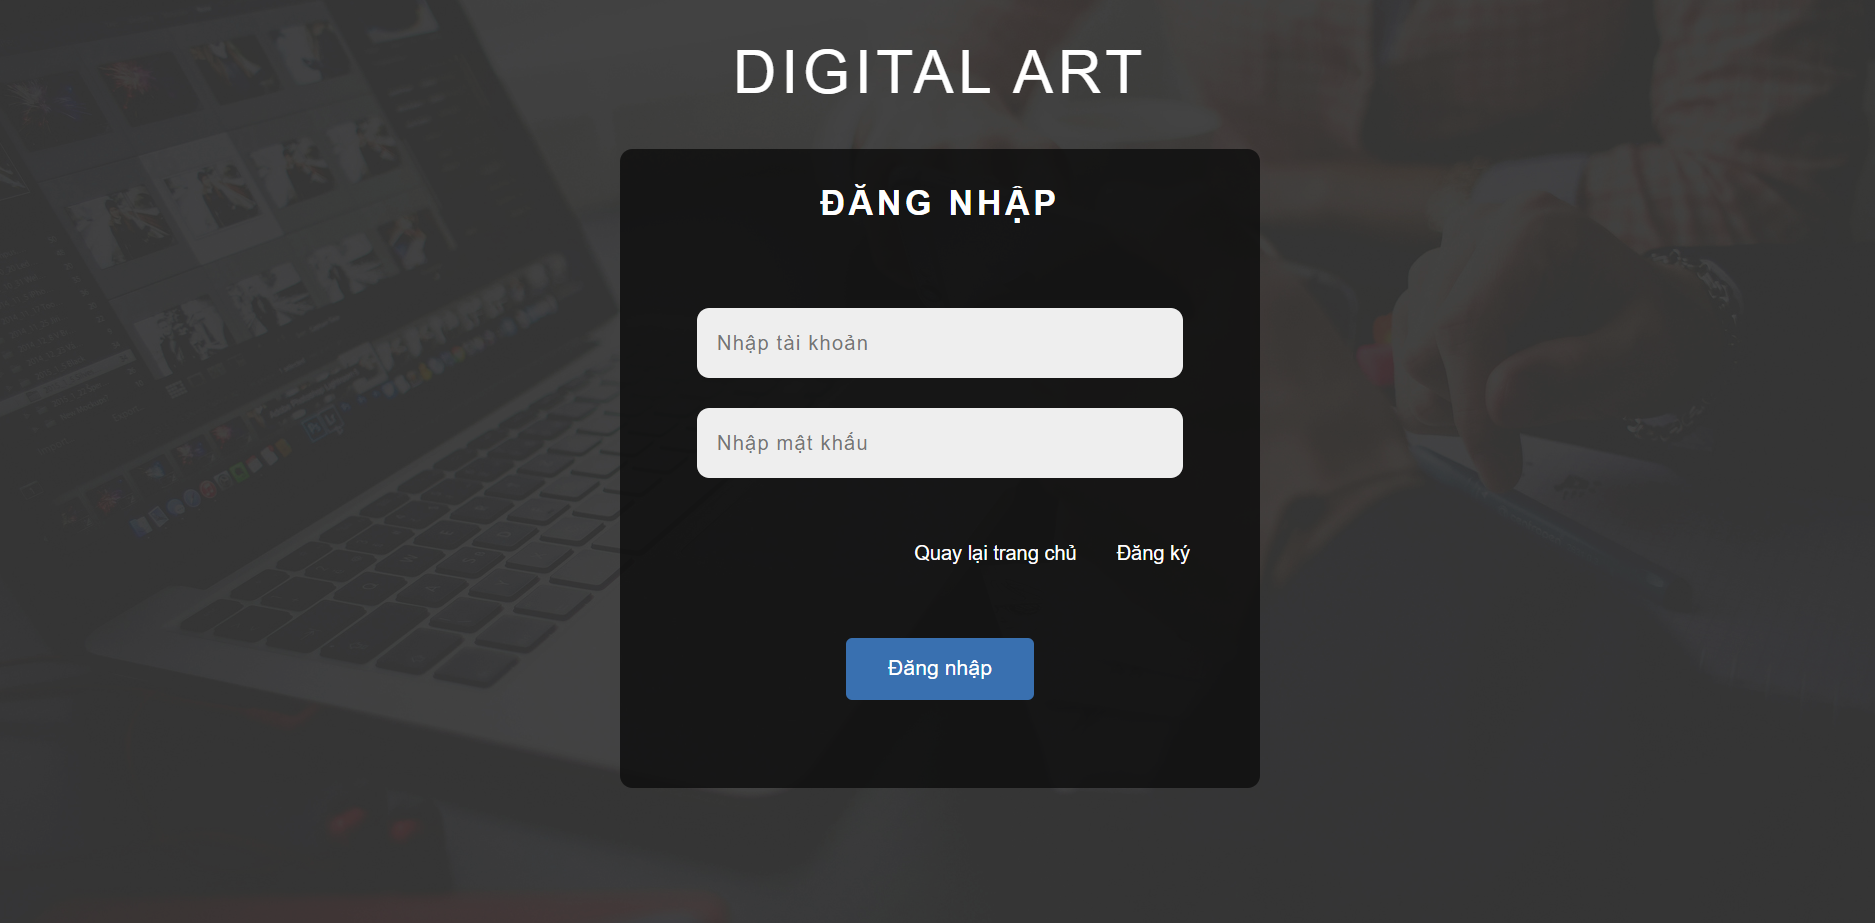 DIGITAL ART
ĐĂNG NHẬP
Nhập tài khoản
Nhập mật khẩu
Quay lại trang chủ Đăng ký
Đăng nhập